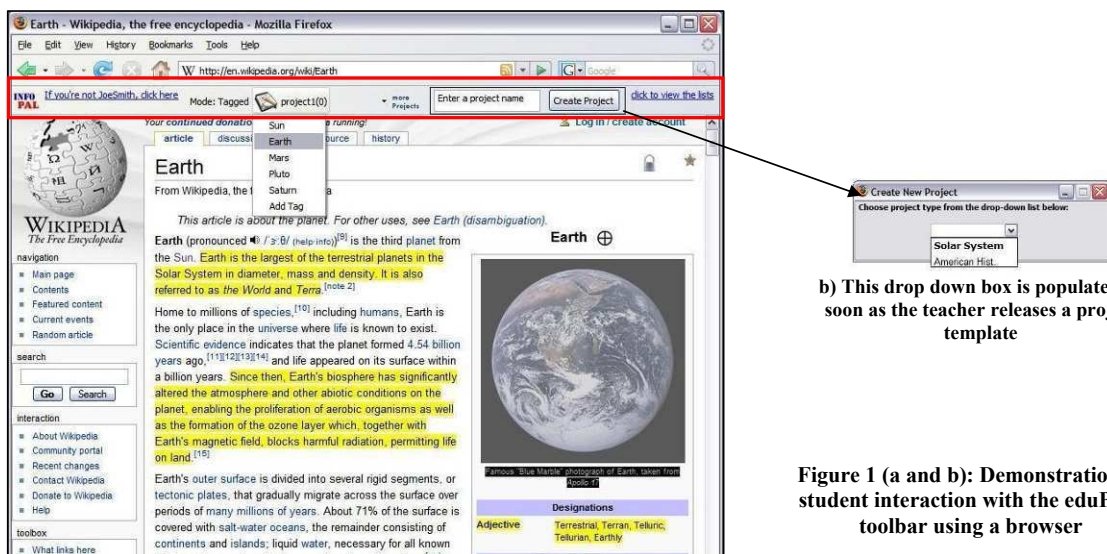 Earth - Wikipedia, the free encyclopedia - Mozilla Firefox
File Edit View History Bookmarks Tools Help
W http://en.wikipedia.org/wiki/Earth
G Google
INFO PAL
If you're not JoeSmith, click here
Mode: Tagged
project1(0)
more Projects
Enter a project name
Create Project
click to view the lists
Your continued donatio running!
Log in / create account
article discussi ource history
Sun
Earth
Mars
Pluto
Saturn
Add Tag
Earth
From Wikipedia, the f a
This article is about the planet. For other uses, see Earth (disambiguation).
Earth (pronounced (help·info))[9] is the third planet from
the Sun. Earth is the largest of the terrestrial planets in the
Solar System in diameter, mass and density. It is also
referred to as the World and Terra.[note 2]
Home to millions of species,[10] including humans, Earth is
the only place in the universe where life is known to exist.
Scientific evidence indicates that the planet formed 4.54 billion
years ago,[11][12][13][14] and life appeared on its surface within
a billion years. Since then, Earth's biosphere has significantly
altered the atmosphere and other abiotic conditions on the
planet, enabling the proliferation of aerobic organisms as well
as the formation of the ozone layer which, together with
Earth's magnetic field, blocks harmful radiation, permitting life
on land.[15]
Earth's outer surface is divided into several rigid segments, or
tectonic plates, that gradually migrate across the surface over
periods of many millions of years. About 71% of the surface is
covered with salt-water oceans, the remainder consisting of
continents and islands; liquid water, necessary for all known
WIKIPEDIA
The Free Encyclopedia
navigation
Main page
Contents
Featured content
Current events
Random article
search
Go Search
interaction
About Wikipedia
Community portal
Recent changes
Contact Wikipedia
Donate to Wikipedia
Help
toolbox
What links here
Earth
Famous "Blue Marble" photograph of Earth, taken from
Apollo 17
Designations
Adjective
Terrestrial, Terran, Telluric,
Tellurian, Earthly
Create New Project
Choose project type from the drop-down list below:
Solar System
American Hist.
b) This drop down box is populate
soon as the teacher releases a proj
template
Figure 1 (a and b): Demonstratio
student interaction with the edu
toolbar using a browser